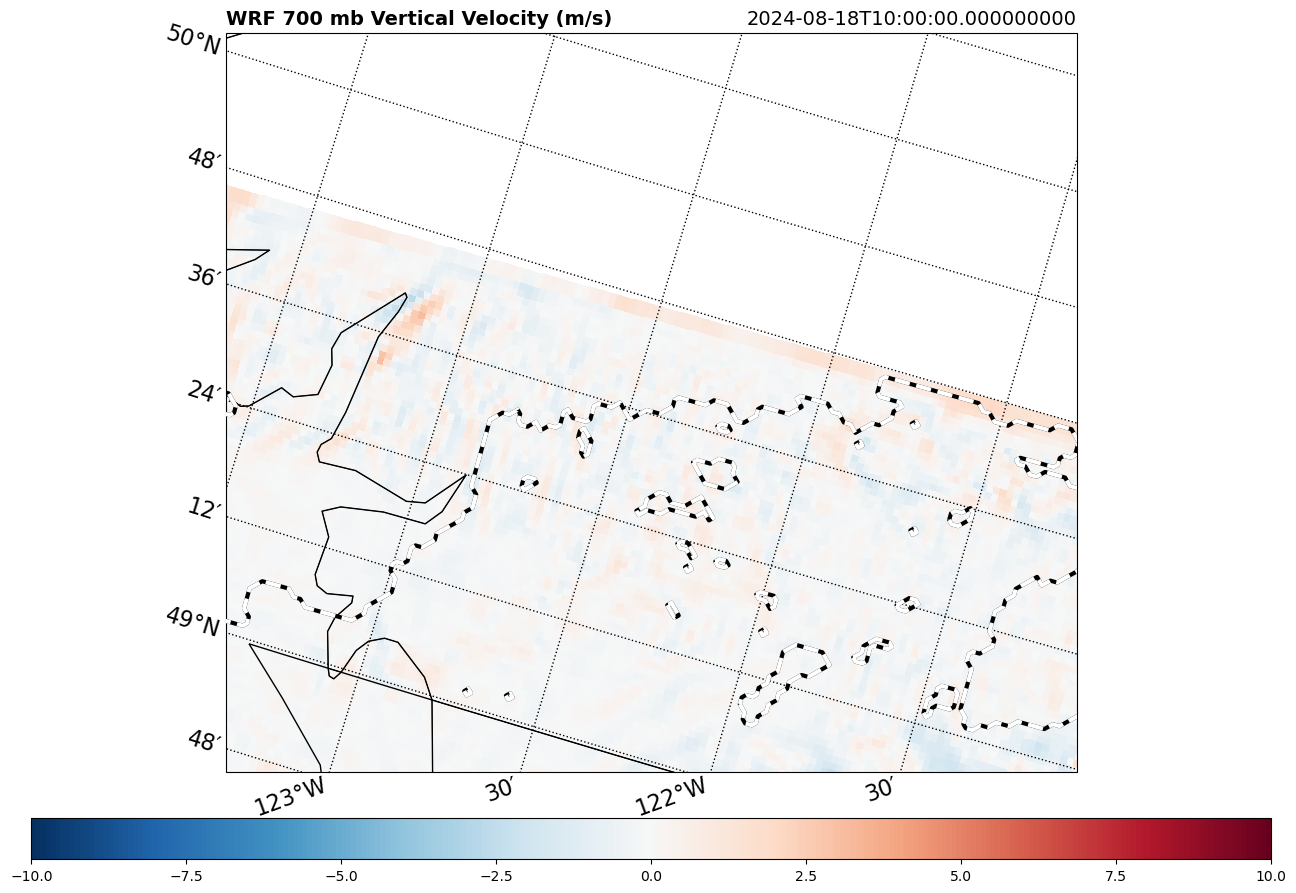 WRF 700 mb Vertical Velocity (m/s) 2024-08-18T10:00:00.000000000
50°N
48′
36′
24′
12′
49°N
48′
123°W 30′ 122°W 30′
−10.0 −7.5 −5.0 −2.5 0.0 2.5 5.0 7.5 10.0